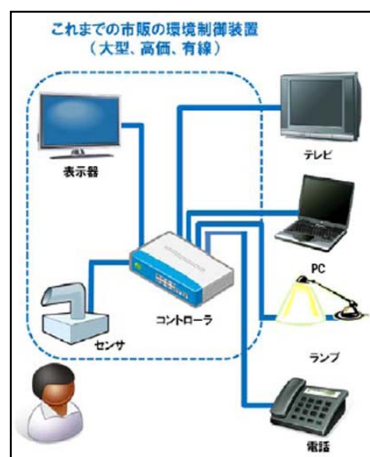 これまでの市販の環境制御装置
(大型、高価、有線)
表示器
テレビ
PC
コントローラ
センサ
ランプ
電話